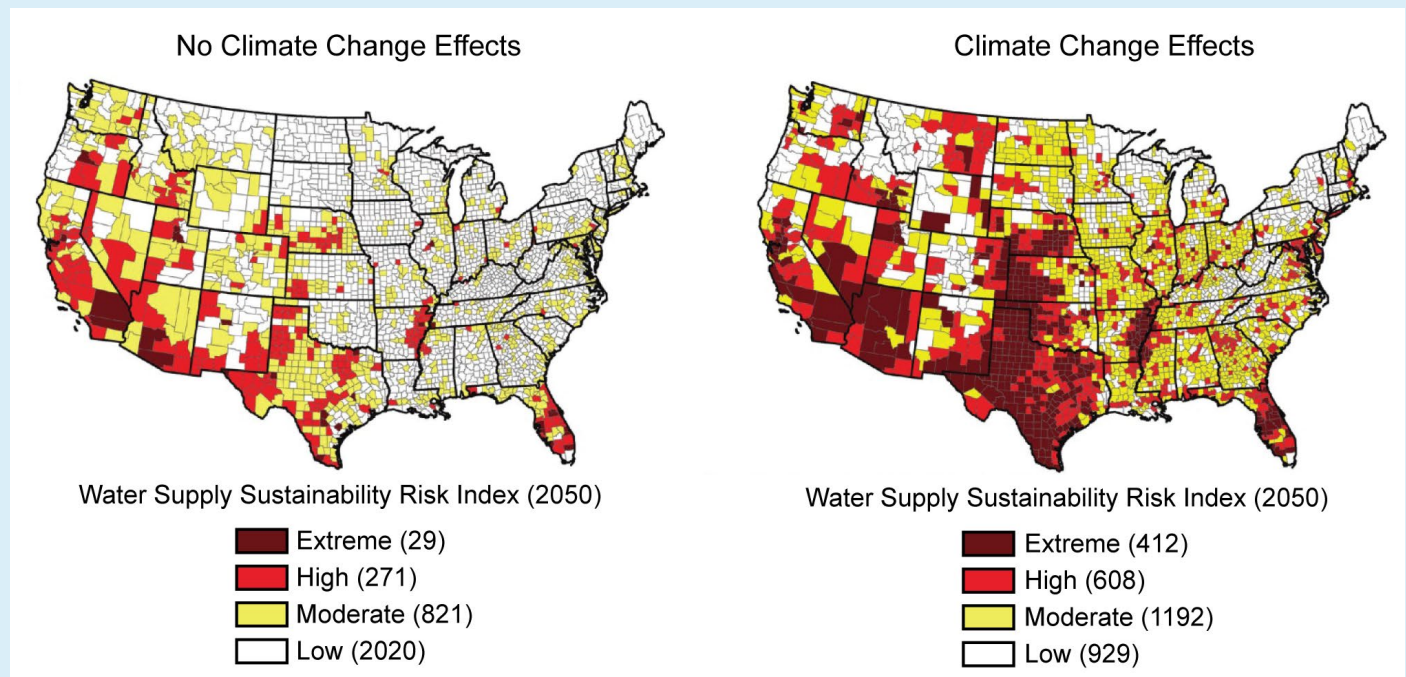 No Climate Change Effects
Water Supply Sustainability Risk Index (2050)
Extreme (29)
High (271)
Moderate (821)
Low (2020)
Climate Change Effects
Water Supply Sustainability Risk Index (2050)
Extreme (412)
High (608)
Moderate (1192)
Low (929)